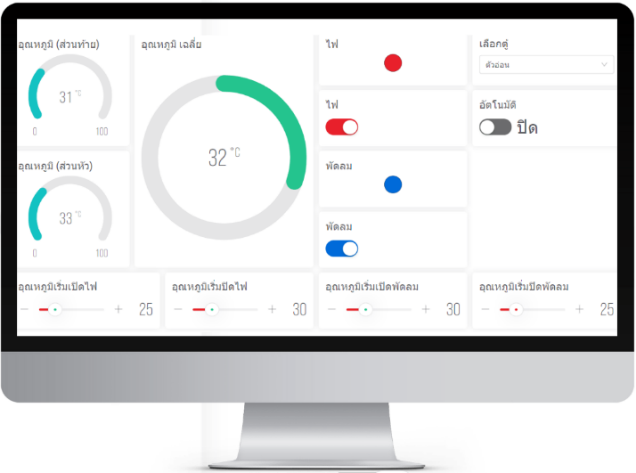 อุณหภูมิ (ส่วนท้าย)
31 °C
0 100
อุณหภูมิ เฉลี่ย
32 °C
ไฟ
เลือกตู้
ตัวอ่อน
ไฟ
อัตโนมัติ
ปิด
อุณหภูมิ (ส่วนหัว)
33 °C
0 100
พัดลม
พัดลม
อุณหภูมิเริ่มเปิดไฟ
- + 25
อุณหภูมิเริ่มปิดไฟ
- + 30
อุณหภูมิเริ่มเปิดพัดลม
- + 30
อุณหภูมิเริ่มปิดพัดลม
- + 25